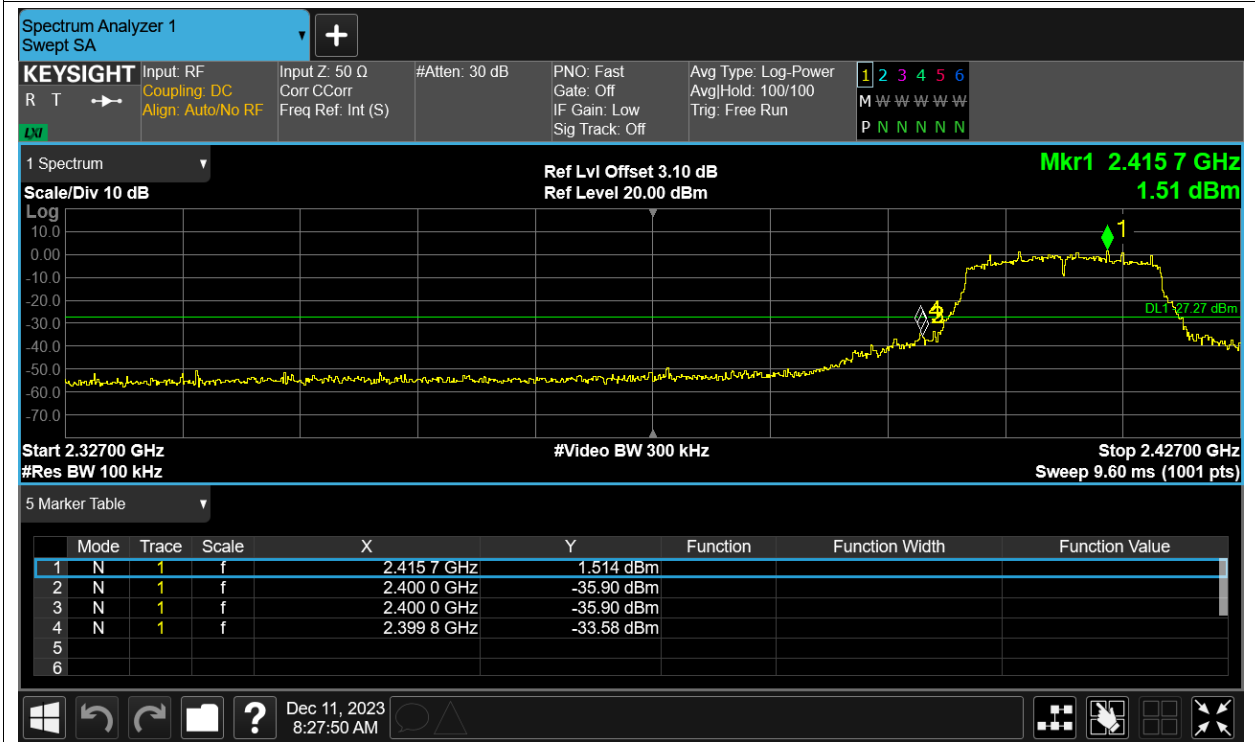 Spectrum Analyzer 1
Swept SA
+
KEYSIGHT
R T
LXI
Input: RF
Coupling: DC
Align: Auto/No RF
Input Z: 50 Ω
Corr CCorr
Freq Ref: Int (S)
#Atten: 30 dB
PNO: Fast
Gate: Off
IF Gain: Low
Sig Track: Off
Avg Type: Log-Power
Avg|Hold: 100/100
Trig: Free Run
1 2 3 4 5 6
M W W W W W
P N N N N N
1 Spectrum
Scale/Div 10 dB
Ref Lvl Offset 3.10 dB
Ref Level 20.00 dBm
Mkr1 2.415 7 GHz
1.51 dBm
Log
10.0
0.00
-10.0
-20.0
-30.0
-40.0
-50.0
-60.0
-70.0
1
DL1 -27.27 dBm
Start 2.32700 GHz
#Res BW 100 kHz
#Video BW 300 kHz
Stop 2.42700 GHz
Sweep 9.60 ms (1001 pts)
5 Marker Table
Mode Trace Scale X Y Function Function Width Function Value
1 N 1 f 2.415 7 GHz 1.514 dBm
2 N 1 f 2.400 0 GHz -35.90 dBm
3 N 1 f 2.400 0 GHz -35.90 dBm
4 N 1 f 2.399 8 GHz -33.58 dBm
5
6
?
Dec 11, 2023
8:27:50 AM